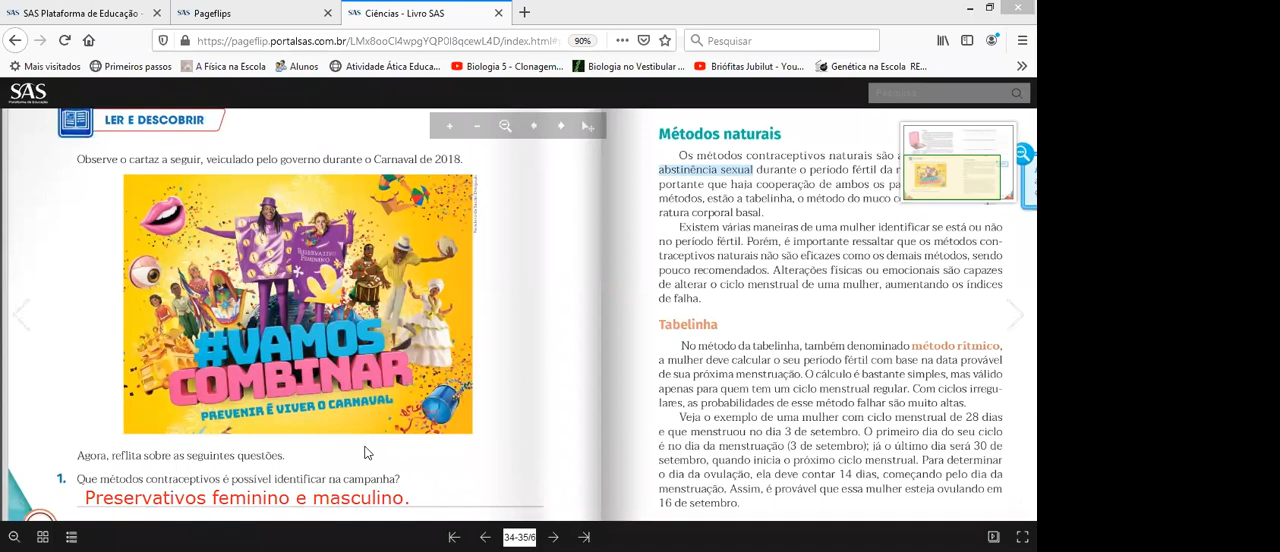 SAS Plataforma de Educação -
Pageflips
Ciências - Livro SAS
https://pageflip.portalsas.com.br/LMx8ooCl4wpgYQP0I8qcewL4D/index.html#
90%
Pesquisar
Mais visitados
Primeiros passos
A Física na Escola
Alunos
Atividade Ática Educa...
Biologia 5 - Clonagem...
Biologia no Vestibular ...
Briófitas Jubilut - You...
Genética na Escola RE...
SAS
Pesquisa
LER E DESCOBRIR
Observe o cartaz a seguir, veiculado pelo governo durante o Carnaval de 2018.
PRESERVATIVO
FEMININO
#VAMOS
COMBINAR
PREVENIR É VIVER O CARNAVAL
Agora, reflita sobre as seguintes questões.
1. Que métodos contraceptivos é possível identificar na campanha?
Preservativos feminino e masculino.
Métodos naturais
Os métodos contraceptivos naturais são
abstinência sexual durante o período fértil da
portante que haja cooperação de ambos os
métodos, estão a tabelinha, o método do muco
ratura corporal basal.
Existem várias maneiras de uma mulher identificar se está ou não
no período fértil. Porém, é importante ressaltar que os métodos con-
traceptivos naturais não são eficazes como os demais métodos, sendo
pouco recomendados. Alterações físicas ou emocionais são capazes
de alterar o ciclo menstrual de uma mulher, aumentando os índices
de falha.
Tabelinha
No método da tabelinha, também denominado método rítmico,
a mulher deve calcular o seu período fértil com base na data provável
de sua próxima menstruação. O cálculo é bastante simples, mas válido
apenas para quem tem um ciclo menstrual regular. Com ciclos irregu-
lares, as probabilidades de esse método falhar são muito altas.
Veja o exemplo de uma mulher com ciclo menstrual de 28 dias
e que menstruou no dia 3 de setembro. O primeiro dia do seu ciclo
é no dia da menstruação (3 de setembro); já o último dia será 30 de
setembro, quando inicia o próximo ciclo menstrual. Para determinar
o dia da ovulação, ela deve contar 14 dias, começando pelo dia da
menstruação. Assim, é provável que essa mulher esteja ovulando em
16 de setembro.
34-35/6